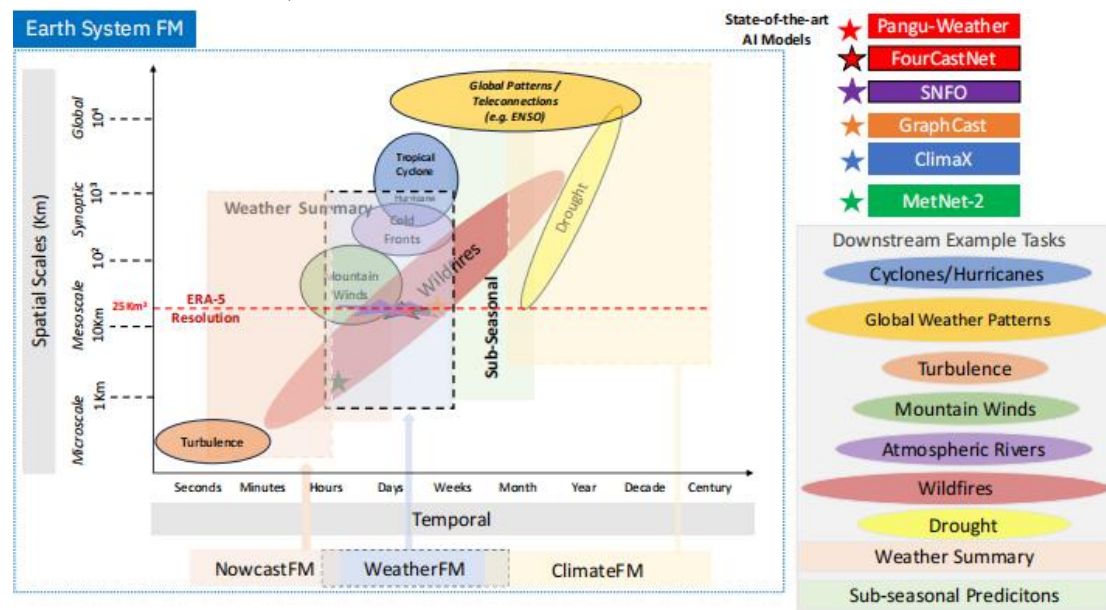 Earth System FM
State-of-the-art
AI Models
Pangu-Weather
FourCastNet
SNFO
GraphCast
ClimaX
MetNet-2
Downstream Example Tasks
Cyclones/Hurricanes
Global Weather Patterns
Turbulence
Mountain Winds
Atmospheric Rivers
Wildfires
Drought
Weather Summary
Sub-seasonal Predicitons
Spatial Scales (Km)
Global
Synoptic
Mesoscale
Microscale
10⁴
10³
10²
25Km²
10Km
1Km
Global Patterns /
Teleconnections
(e.g. ENSO)
Tropical
Cyclone
Hurricane
Weather Summary
Cold
Fronts
Mountain
Winds
Wildfires
Drought
ERA-5
Resolution
Sub-Seasonal
Turbulence
Seconds Minutes Hours Days Weeks Month Year Decade Century
Temporal
NowcastFM WeatherFM ClimateFM